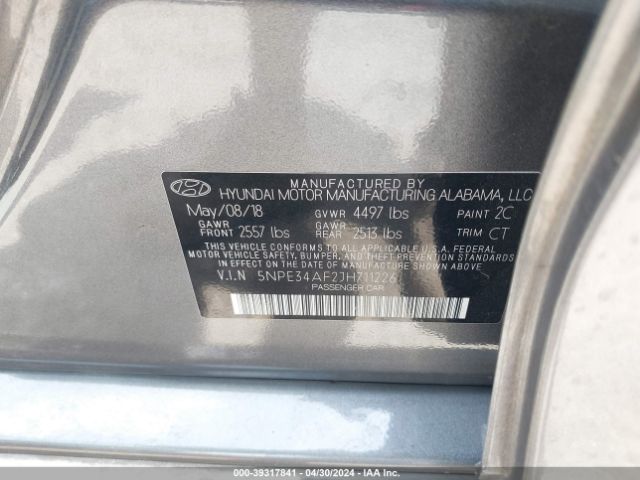 MANUFACTURED BY
HYUNDAI MOTOR MANUFACTURING ALABAMA, LLC
May/08/18 GVWR 4497 lbs PAINT 2C
GAWR FRONT 2557 lbs GAWR REAR 2513 lbs TRIM CT
THIS VEHICLE CONFORMS TO ALL APPLICABLE U.S.A. FEDERAL
MOTOR VEHICLE SAFETY, BUMPER, AND THEFT PREVENTION
STANDARDS IN EFFECT ON THE DATE OF MANUFACTURE SHOWN ABOVE.
V.I.N 5NPE34AF2JH711226
PASSENGER CAR
000-39317841 / 04/30/2024 - IAA Inc.